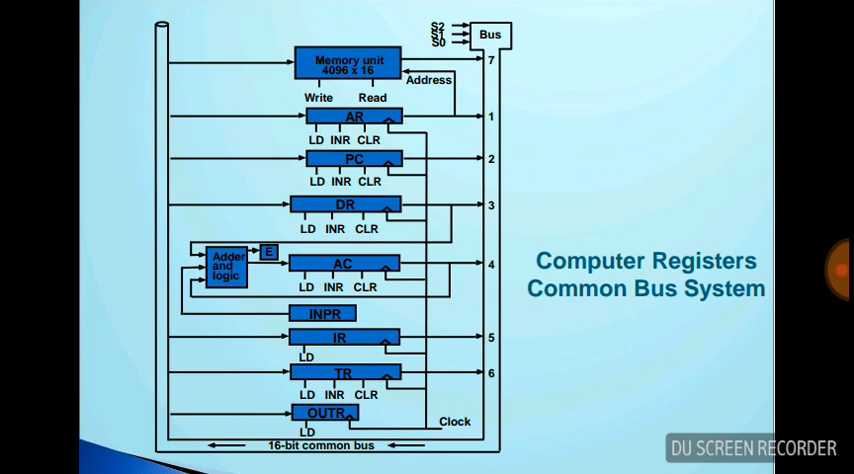 S2
S1
S0
Bus
Memory unit
4096 x 16
7
Address
Write Read
AR
1
LD INR CLR
PC
2
LD INR CLR
DR
3
LD INR CLR
Adder
and
logic
E
AC
4
LD INR CLR
Computer Registers
Common Bus System
INPR
IR
5
LD
TR
6
LD INR CLR
OUTR
Clock
LD
16-bit common bus
DU SCREEN RECORDER